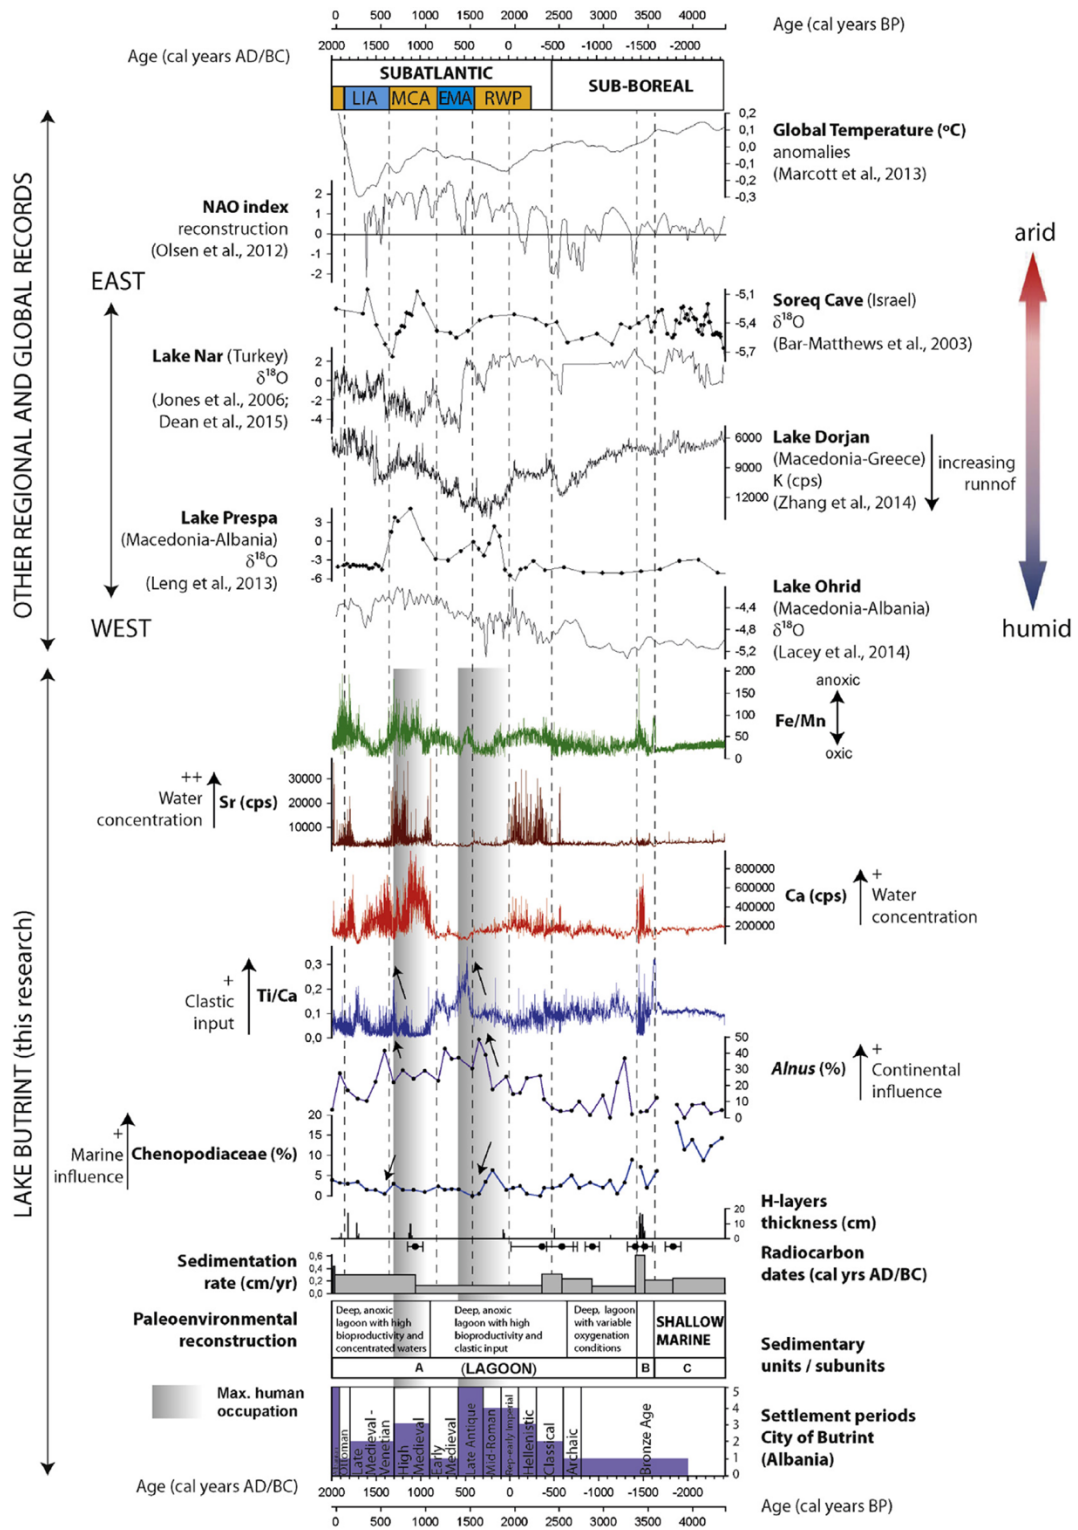 0 500 1000 1500 2000 2500 3000 3500 4000
Age (cal years BP)
2000 1500 1000 500 0 -500 -1000 -1500 -2000
Age (cal years AD/BC)
SUBATLANTIC
SUB-BOREAL
LIA MCA EMA RWP
OTHER REGIONAL AND GLOBAL RECORDS
0,2
0,1
0,0
-0,1
-0,2
-0,3
Global Temperature (ºC)
anomalies
(Marcott et al., 2013)
NAO index
reconstruction
(Olsen et al., 2012)
2
1
0
-1
-2
arid
EAST
-5,1
-5,4
-5,7
Soreq Cave (Israel)
δ18O
(Bar-Matthews et al., 2003)
Lake Nar (Turkey)
δ18O
(Jones et al., 2006;
Dean et al., 2015)
2
0
-2
-4
6000
9000
12000
Lake Dorjan
(Macedonia-Greece)
K (cps)
(Zhang et al., 2014)
increasing
runnof
Lake Prespa
(Macedonia-Albania)
δ18O
(Leng et al., 2013)
3
0
-3
-6
WEST
-4,4
-4,8
-5,2
Lake Ohrid
(Macedonia-Albania)
δ18O
(Lacey et al., 2014)
humid
LAKE BUTRINT (this research)
200
150
100
50
0
anoxic
Fe/Mn
oxic
++
Water
concentration
Sr (cps)
30000
20000
10000
800000
600000
400000
200000
Ca (cps)
+
Water
concentration
+
Clastic
input
Ti/Ca
0,3
0,2
0,1
0,0
50
40
30
20
10
0
Alnus (%)
+
Continental
influence
+
Marine
influence
Chenopodiaceae (%)
20
15
10
5
0
H-layers
thickness (cm)
20
10
0
Radiocarbon
dates (cal yrs AD/BC)
Sedimentation
rate (cm/yr)
0,6
0,4
0,2
0,0
Paleoenvironmental
reconstruction
Deep, anoxic
lagoon with high
bioproductivity and
concentrated waters
Deep, anoxic
lagoon with high
bioproductivity and
clastic input
Deep, lagoon
with variable
oxygenation
conditions
SHALLOW
MARINE
A (LAGOON) B C
Sedimentary
units / subunits
Max. human
occupation
Ottoman
Late
Medieval -
Venetian
High
Medieval
Early
Medieval
Late Antique
Mid-Roman
Rep-early Imperial
Hellenistic
Classical
Archaic
Bronze Age
5
4
3
2
1
0
Settlement periods
City of Butrint
(Albania)
Age (cal years AD/BC)
2000 1500 1000 500 0 -500 -1000 -1500 -2000
Age (cal years BP)
0 500 1000 1500 2000 2500 3000 3500 4000